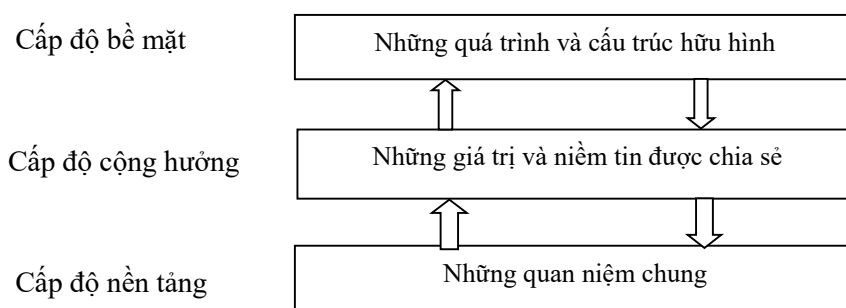 Cấp độ bề mặt
Những quá trình và cấu trúc hữu hình
Cấp độ cộng hưởng
Những giá trị và niềm tin được chia sẻ
Cấp độ nền tảng
Những quan niệm chung